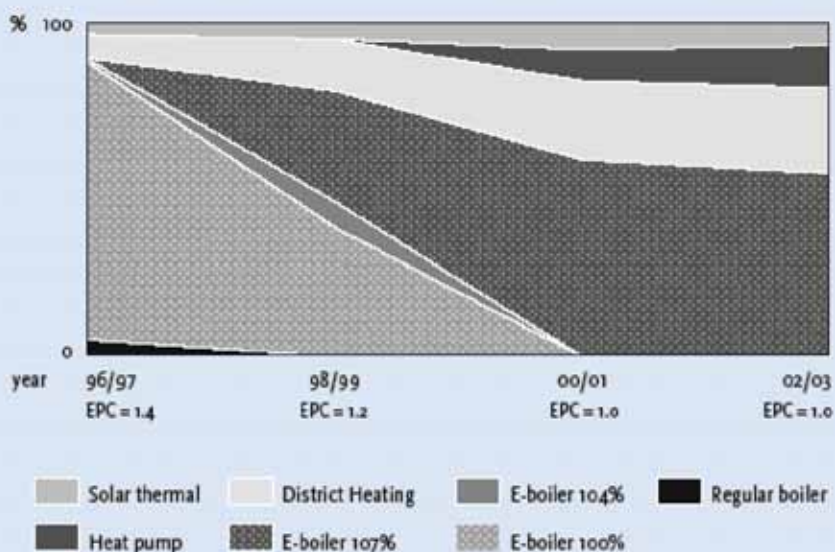 % 100
0
year 96/97 98/99 00/01 02/03
EPC = 1.4 EPC = 1.2 EPC = 1.0 EPC = 1.0
Solar thermal District Heating E-boiler 104% Regular boiler
Heat pump E-boiler 107% E-boiler 100%